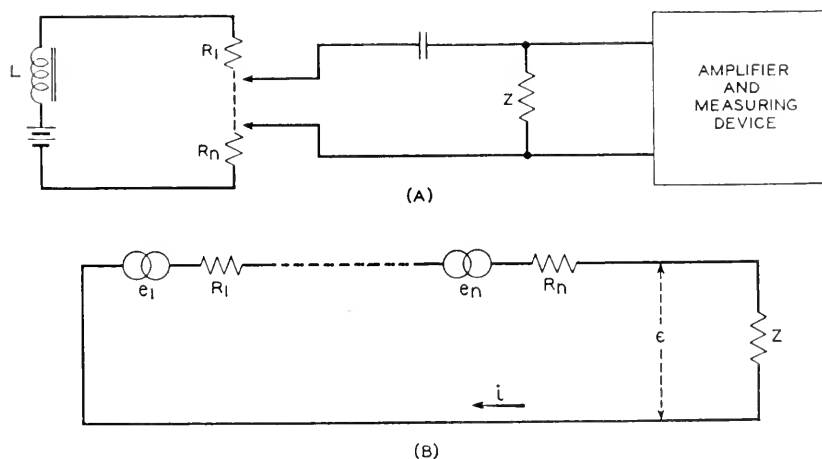 L
R1
Rn
Z
AMPLIFIER
AND
MEASURING
DEVICE
(A)
e1
R1
en
Rn
ε
Z
i
(B)